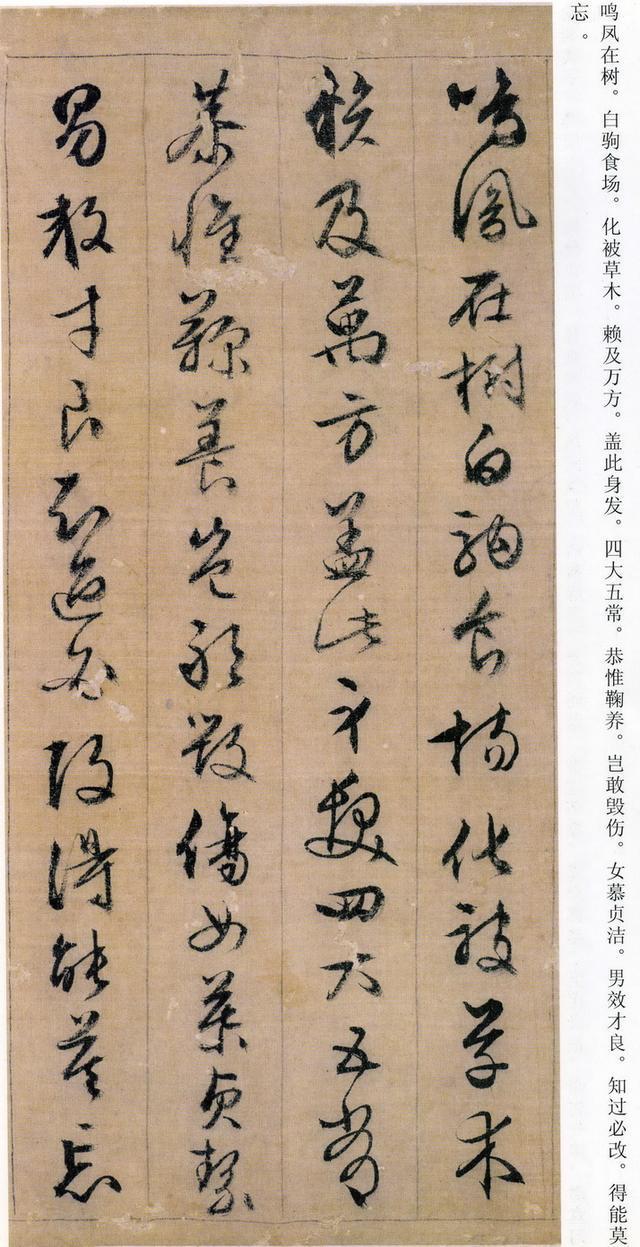 鸣凤在树。白驹食场。化被草木。赖及万方。盖此身发。四大五常。恭惟鞠养。岂敢毁伤。女慕贞洁。男效才良。知过必改。得能莫
忘。
鳴鳳在樹白駒食場化被草木
賴及萬方蓋此身髮四大五常
恭惟鞠養豈敢毀傷女慕貞絜
男效才良知過必改得能莫忘